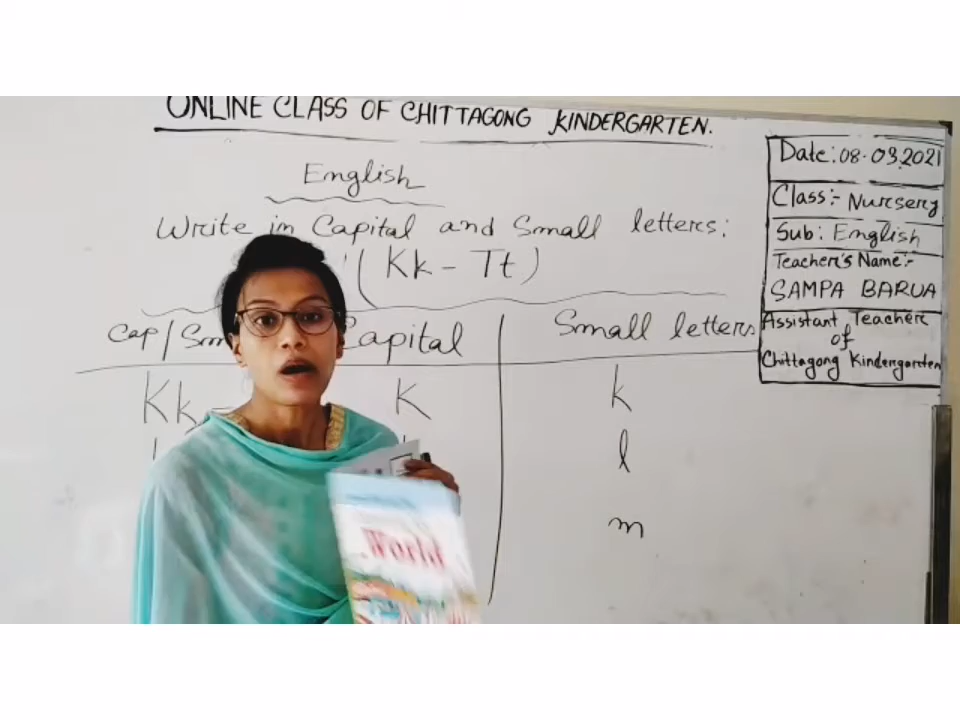 ONLINE CLASS OF CHITTAGONG KINDERGARTEN.
English
Write in Capital and Small letters:
(Kk - Tt)
Cap/Sm Capital Small letters
Kk K k
l
m
World
Date: 08.03.2021
Class:- Nursery
Sub: English
Teacher's Name:-
SAMPA BARUA
Assistant Teacher
of
Chittagong Kindergarten